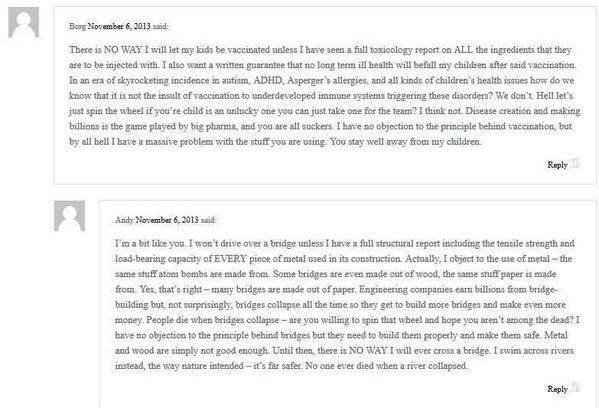 Borg November 6, 2013 said:
There is NO WAY I will let my kids be vaccinated unless I have seen a full toxicology report on ALL the ingredients that they
are to be injected with. I also want a written guarantee that no long term ill health will befall my children after said vaccination.
In an era of skyrocketing incidence in autism, ADHD, Asperger's allergies, and all kinds of children's health issues how do we
know that it is not the insult of vaccination to underdeveloped immune systems triggering these disorders? We don't. Hell let's
just spin the wheel if you're child is an unlucky one you can just take one for the team? I think not. Disease creation and making
billions is the game played by big pharma, and you are all suckers. I have no objection to the principle behind vaccination, but
by all hell I have a massive problem with the stuff you are using. You stay well away from my children.
Reply
Andy November 6, 2013 said:
I'm a bit like you. I won't drive over a bridge unless I have a full structural report including the tensile strength and
load-bearing capacity of EVERY piece of metal used in its construction. Actually, I object to the use of metal – the
same stuff atom bombs are made from. Some bridges are even made out of wood, the same stuff paper is made
from. Yes, that's right – many bridges are made out of paper. Engineering companies earn billions from bridge-
building but, not surprisingly, bridges collapse all the time so they get to build more bridges and make even more
money. People die when bridges collapse – are you willing to spin that wheel and hope you aren't among the dead? I
have no objection to the principle behind bridges but they need to build them properly and make them safe. Metal
and wood are simply not good enough. Until then, there is NO WAY I will ever cross a bridge. I swim across rivers
instead, the way nature intended – it's far safer. No one ever died when a river collapsed.
Reply